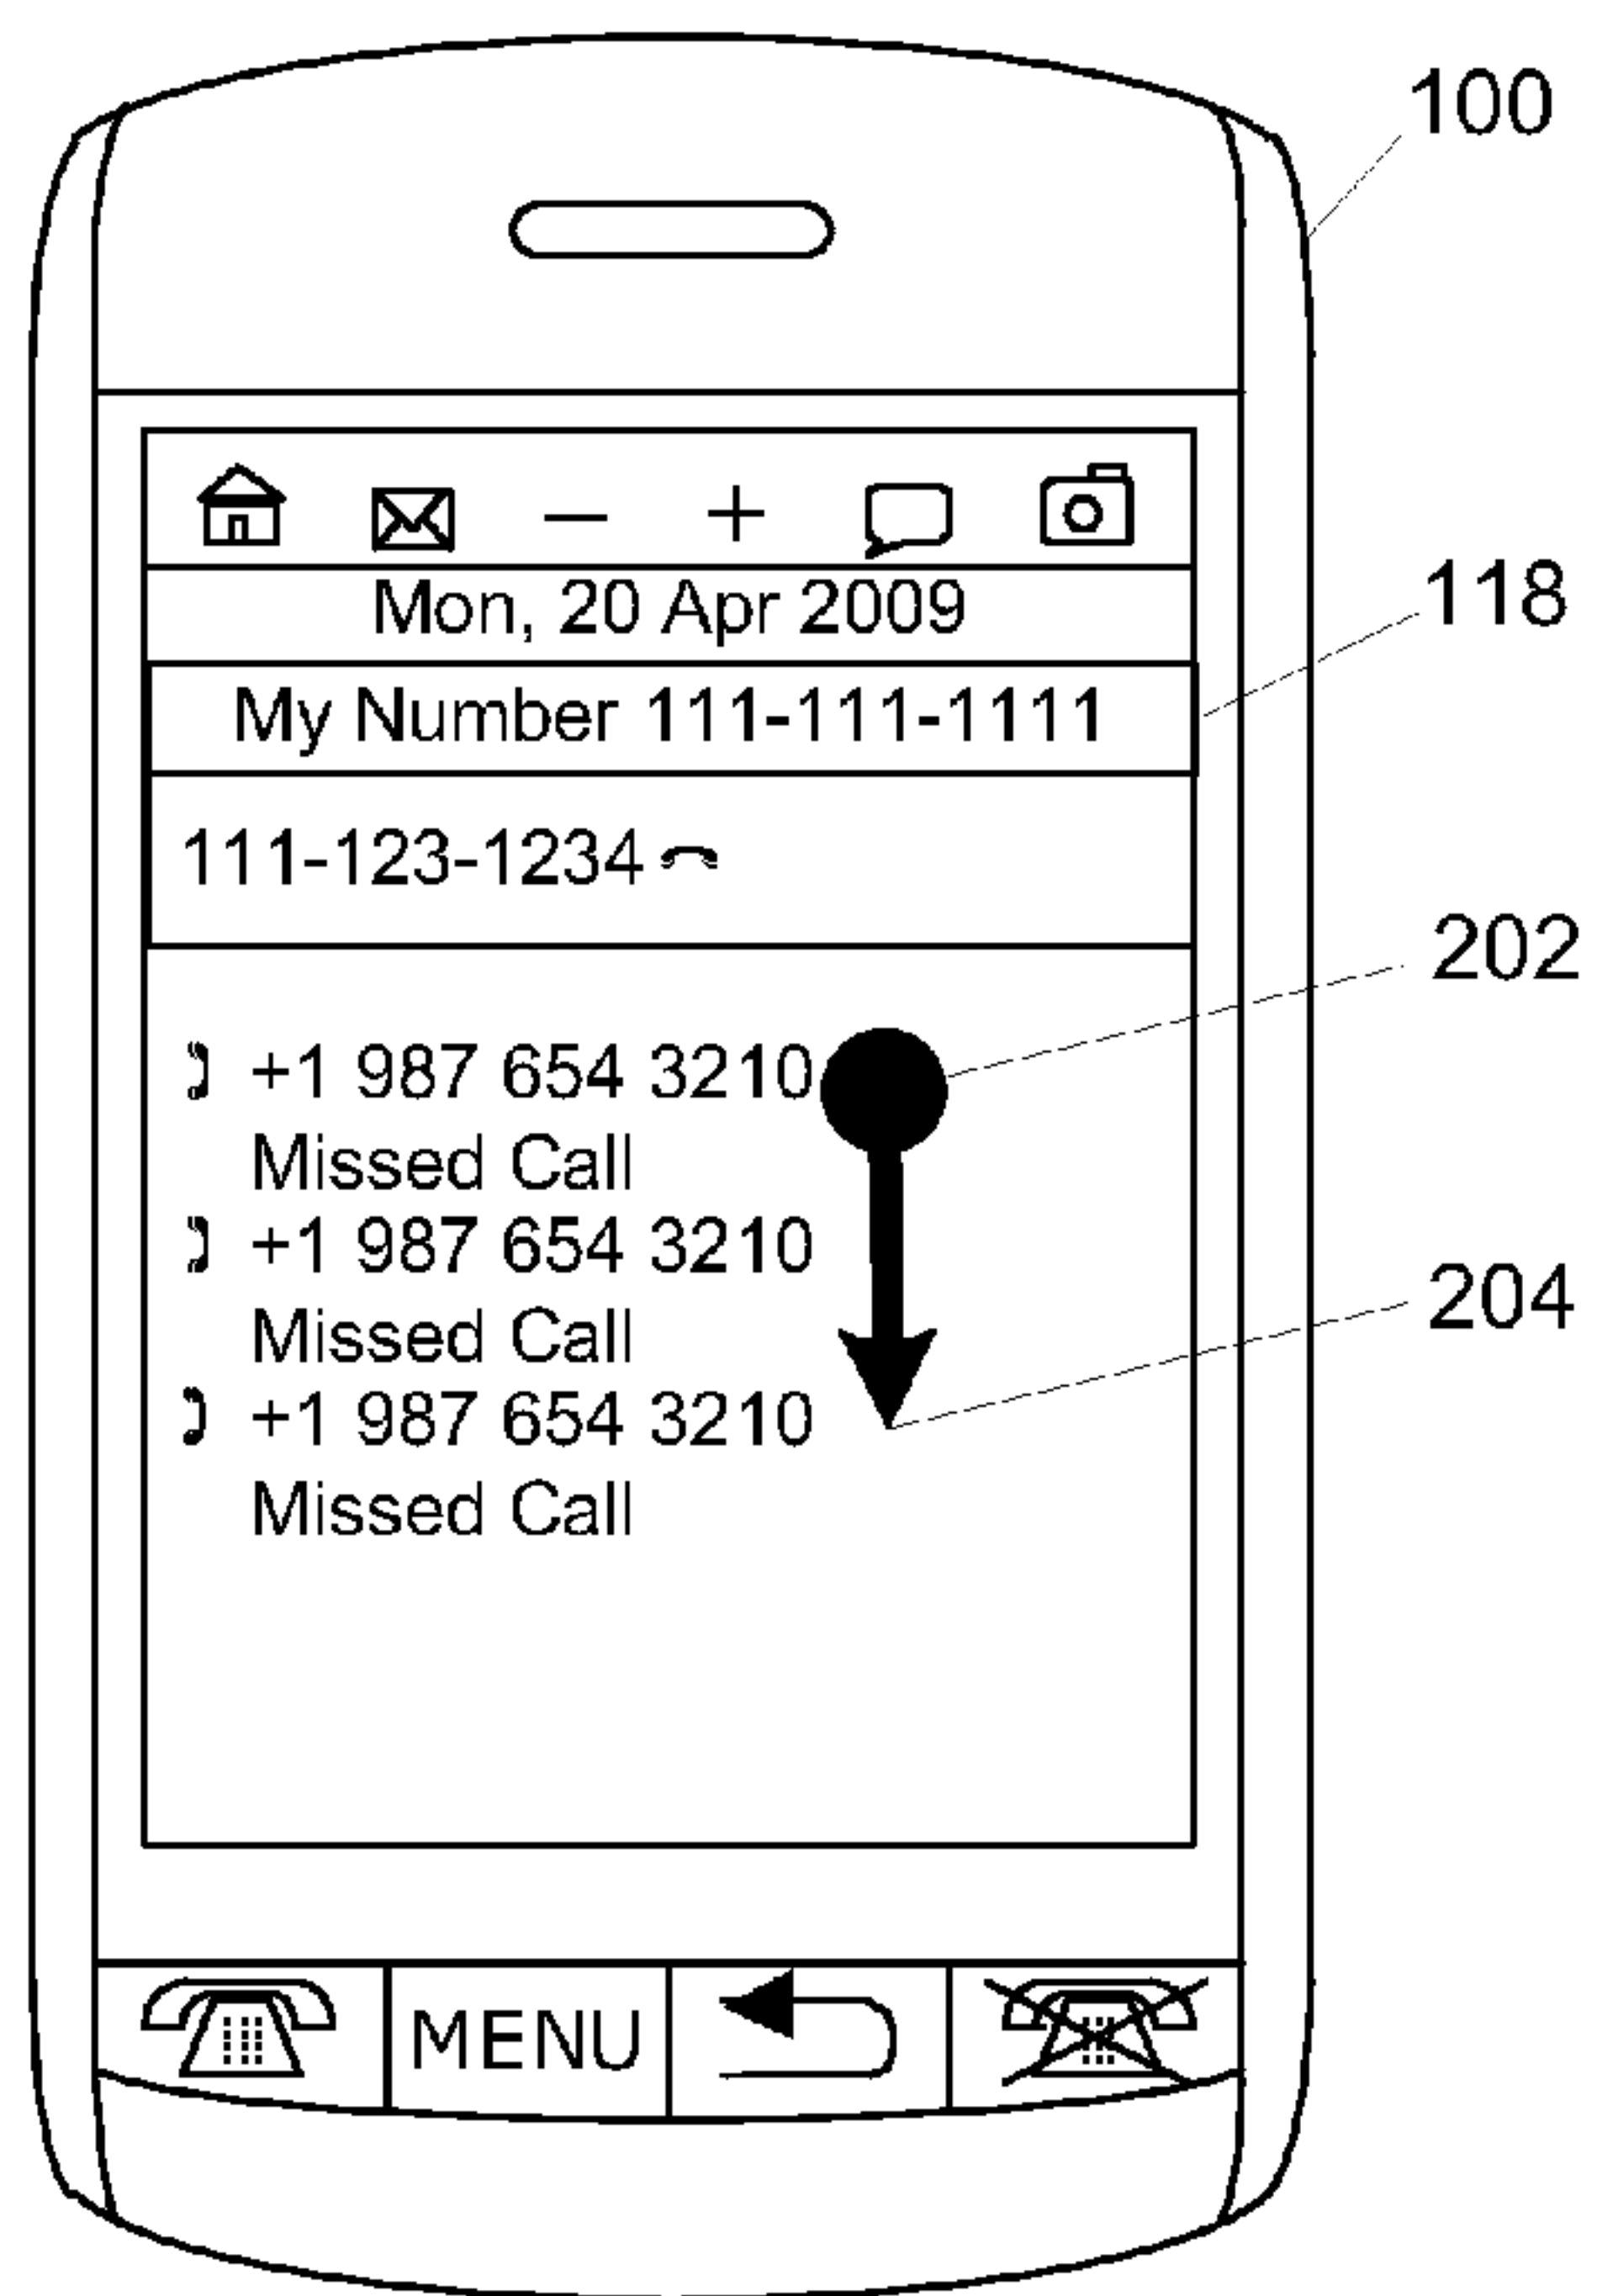 100
Mon, 20 Apr 2009
118
My Number 111-111-1111
111-123-1234
202
+1 987 654 3210
Missed Call
+1 987 654 3210
Missed Call
204
+1 987 654 3210
Missed Call
MENU